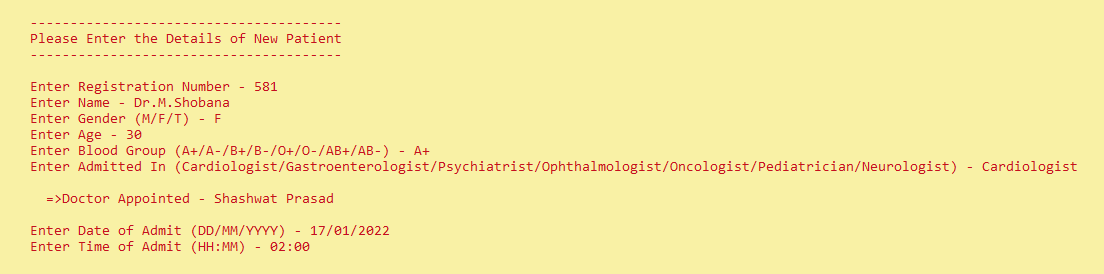 ---------------------------------------
Please Enter the Details of New Patient
---------------------------------------
Enter Registration Number - 581
Enter Name - Dr.M.Shobana
Enter Gender (M/F/T) - F
Enter Age - 30
Enter Blood Group (A+/A-/B+/B-/O+/O-/AB+/AB-) - A+
Enter Admitted In (Cardiologist/Gastroenterologist/Psychiatrist/Ophthalmologist/Oncologist/Pediatrician/Neurologist) - Cardiologist
=>Doctor Appointed - Shashwat Prasad
Enter Date of Admit (DD/MM/YYYY) - 17/01/2022
Enter Time of Admit (HH:MM) - 02:00